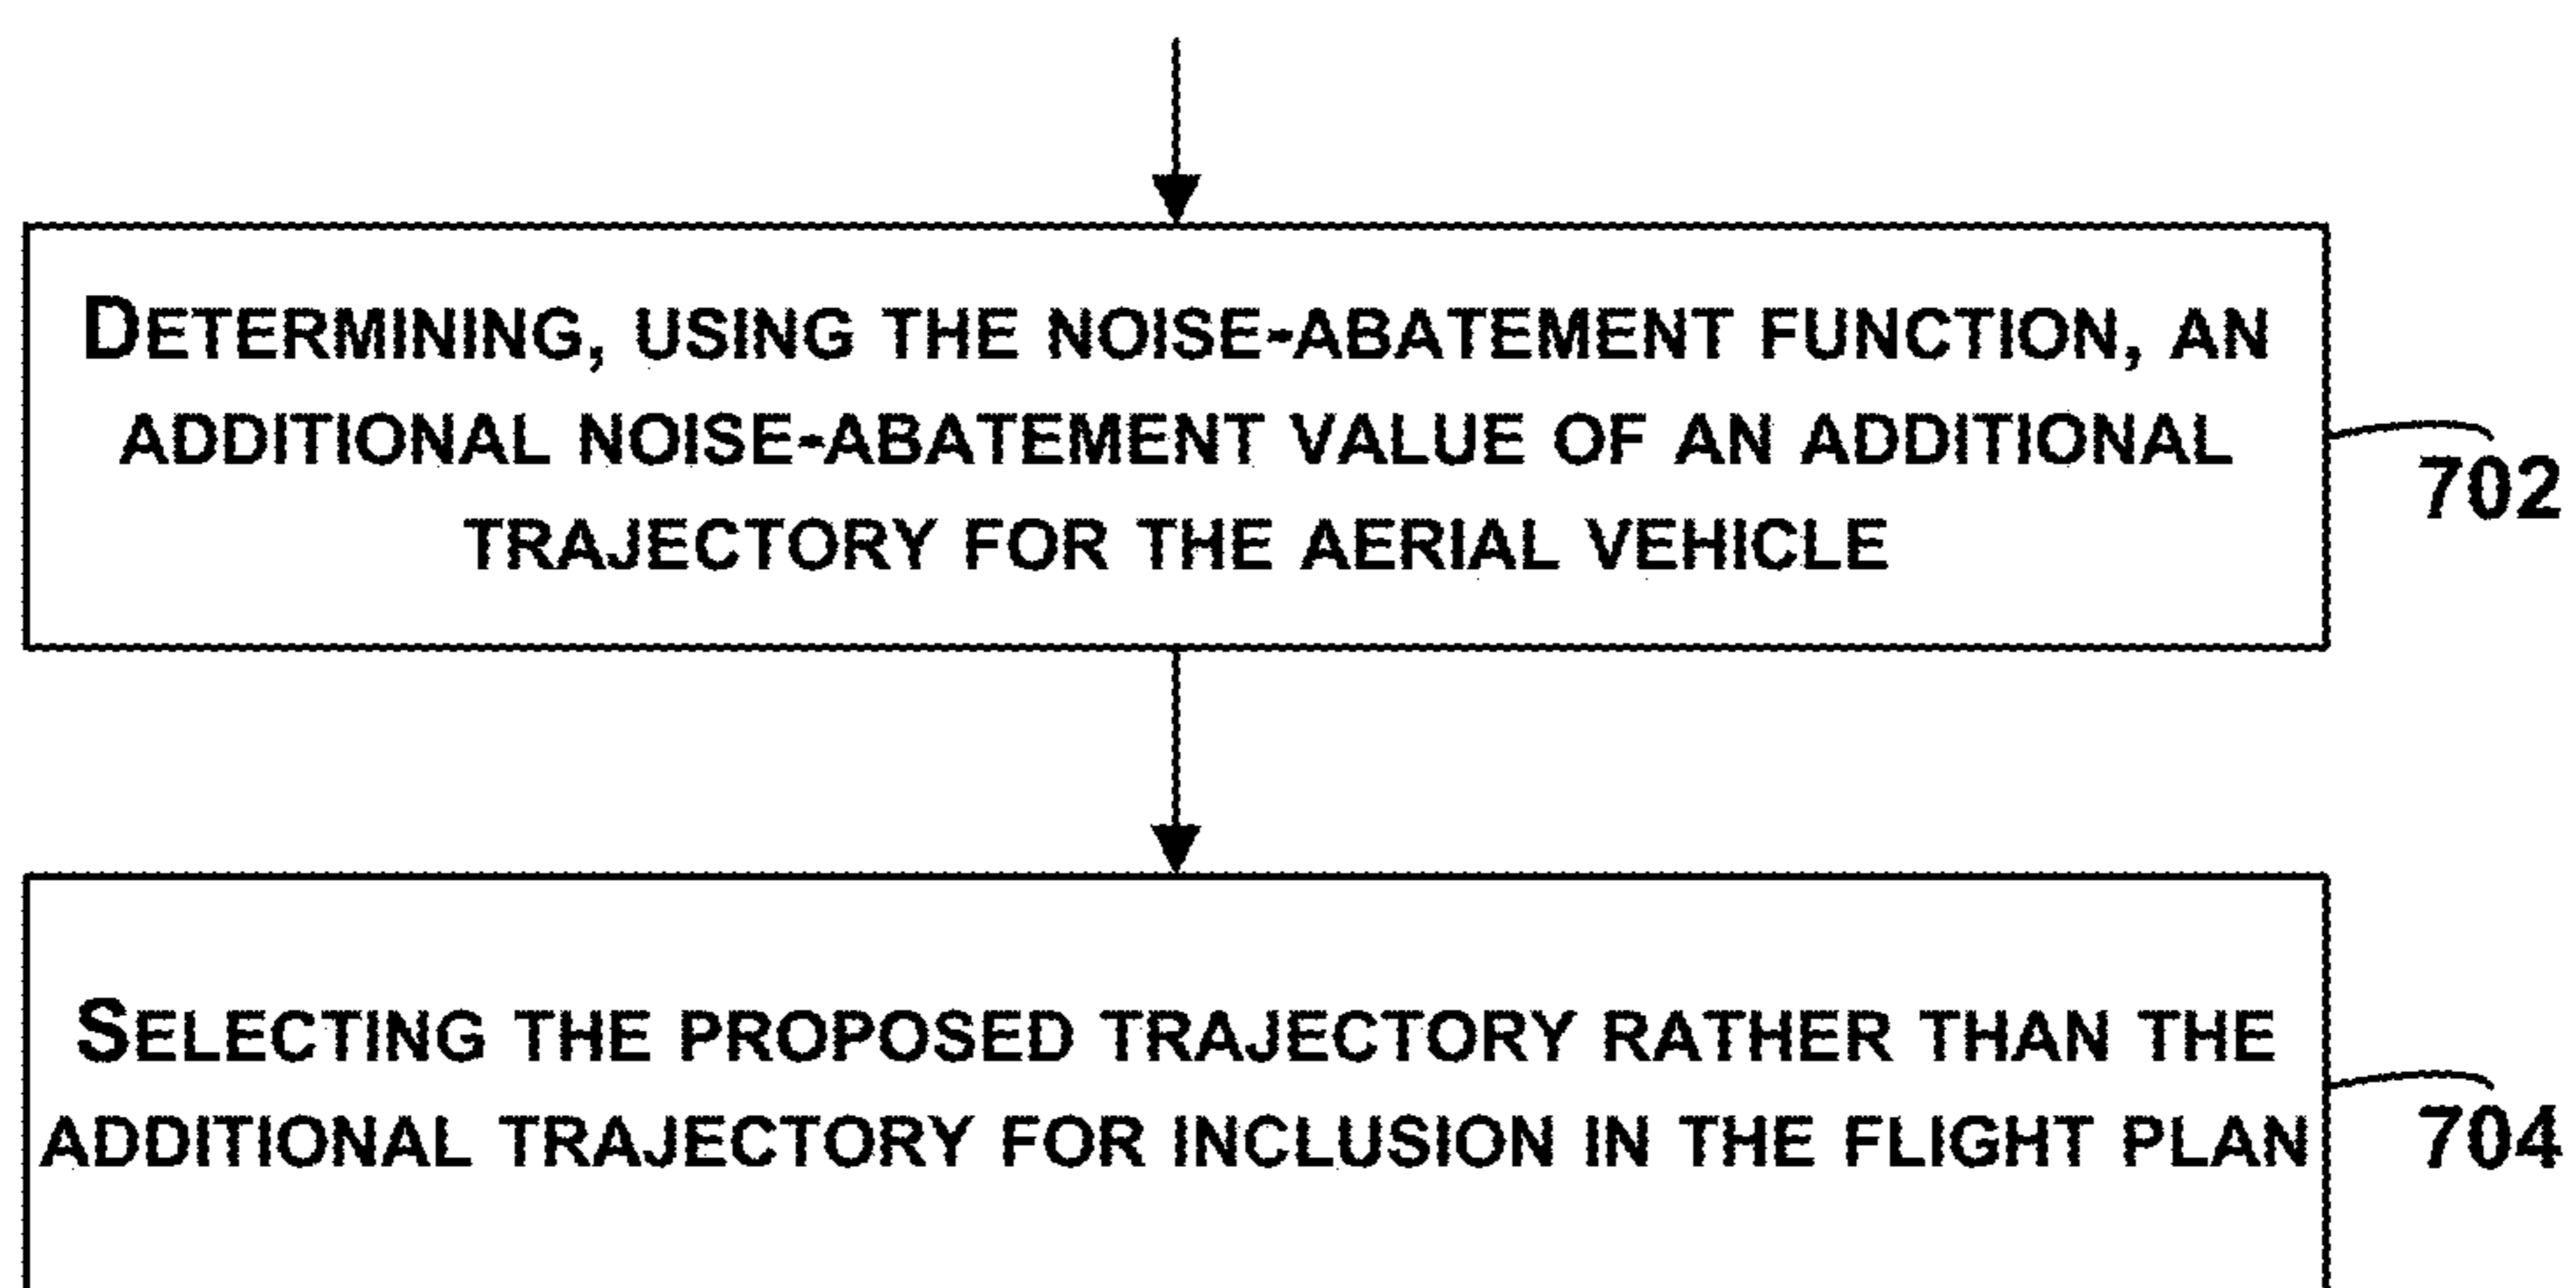 DETERMINING, USING THE NOISE-ABATEMENT FUNCTION, AN
ADDITIONAL NOISE-ABATEMENT VALUE OF AN ADDITIONAL
TRAJECTORY FOR THE AERIAL VEHICLE
702
SELECTING THE PROPOSED TRAJECTORY RATHER THAN THE
ADDITIONAL TRAJECTORY FOR INCLUSION IN THE FLIGHT PLAN
704